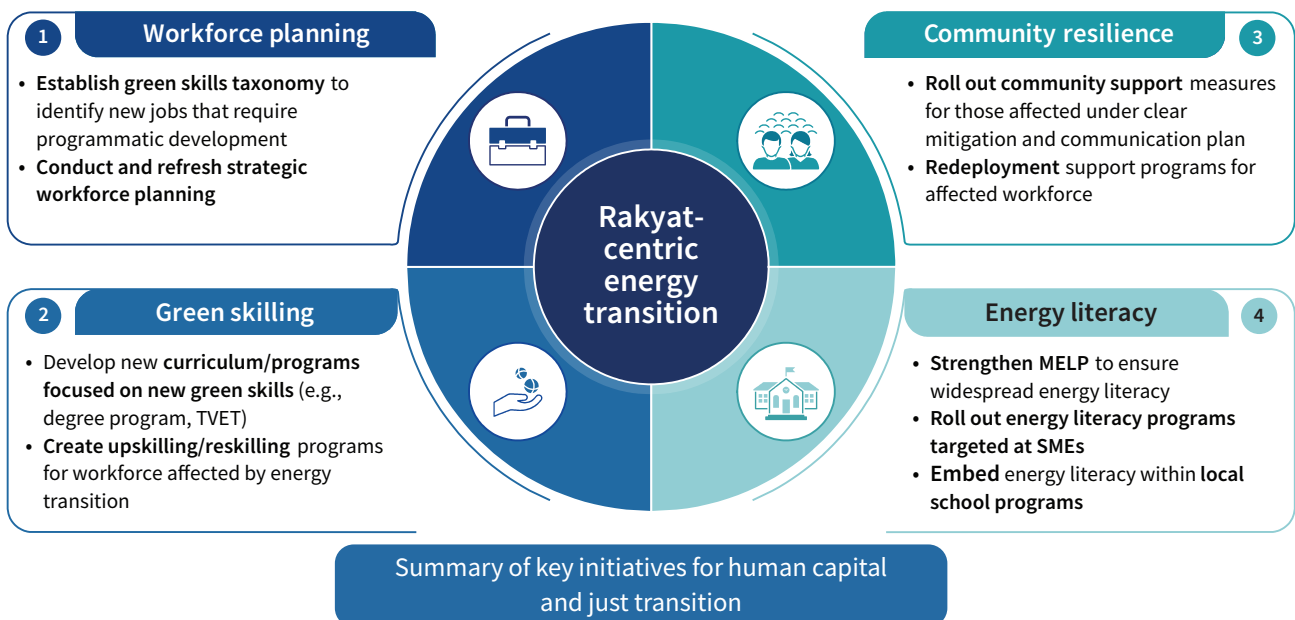 1
Workforce planning
• Establish green skills taxonomy to
identify new jobs that require
programmatic development
• Conduct and refresh strategic
workforce planning
2
Green skilling
• Develop new curriculum/programs
focused on new green skills (e.g.,
degree program, TVET)
• Create upskilling/reskilling programs
for workforce affected by energy
transition
Rakyat-
centric
energy
transition
Community resilience
3
• Roll out community support measures
for those affected under clear
mitigation and communication plan
• Redeployment support programs for
affected workforce
Energy literacy
4
• Strengthen MELP to ensure
widespread energy literacy
• Roll out energy literacy programs
targeted at SMEs
• Embed energy literacy within local
school programs
Summary of key initiatives for human capital
and just transition